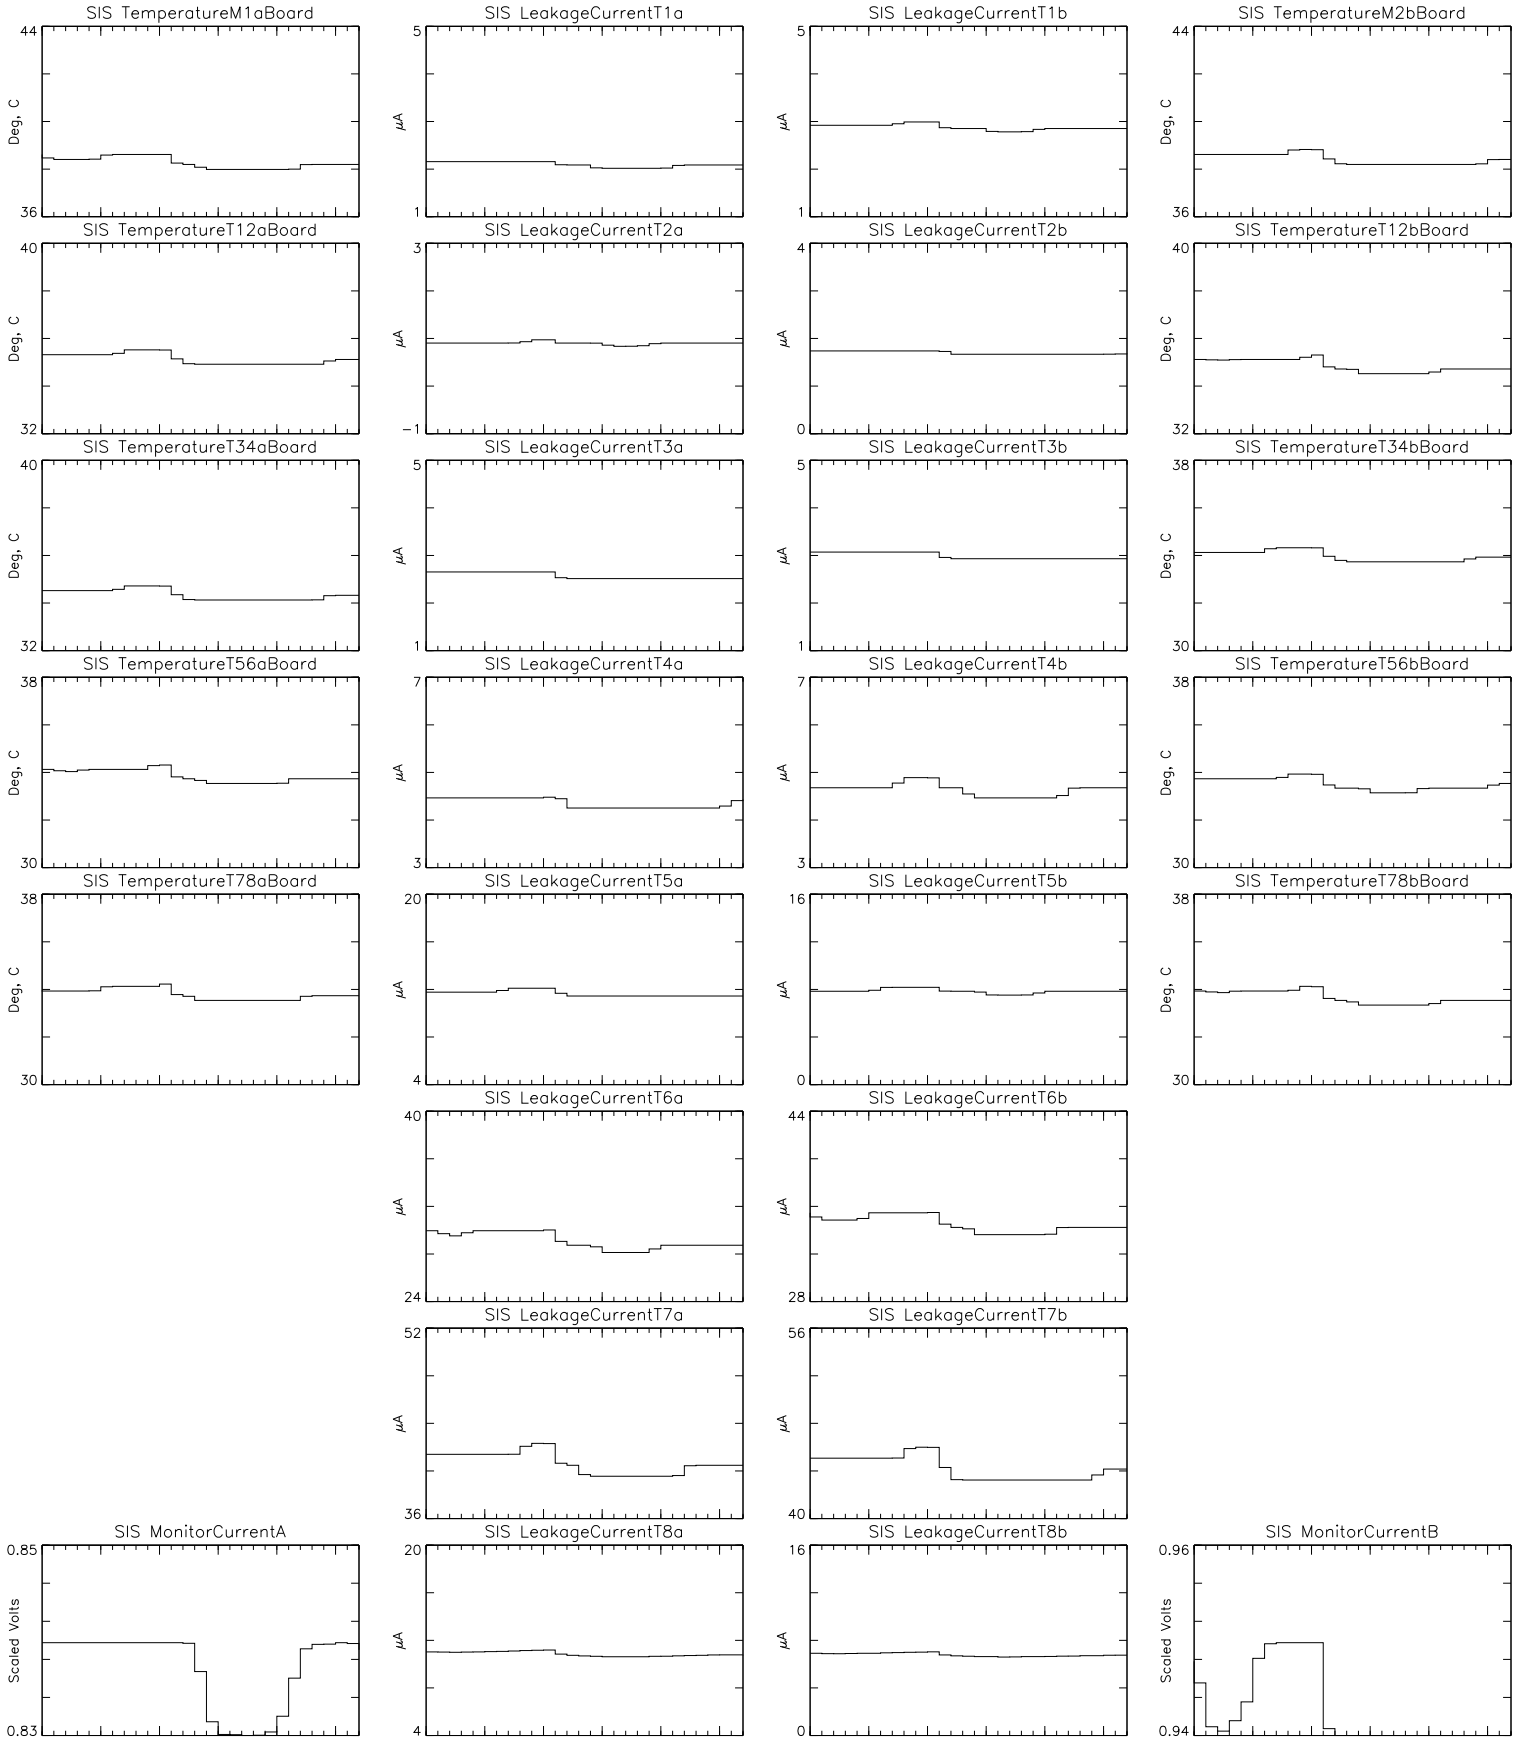 SIS TemperatureM1aBoard
SIS LeakageCurrentT1a
SIS LeakageCurrentT1b
SIS TemperatureM2bBoard
44
5
5
44
Deg, C
μA
μA
Deg, C
36
1
1
36
SIS TemperatureT12aBoard
SIS LeakageCurrentT2a
SIS LeakageCurrentT2b
SIS TemperatureT12bBoard
40
3
4
40
Deg, C
μA
μA
Deg, C
32
-1
0
32
SIS TemperatureT34aBoard
SIS LeakageCurrentT3a
SIS LeakageCurrentT3b
SIS TemperatureT34bBoard
40
5
5
38
Deg, C
μA
μA
Deg, C
32
1
1
30
SIS TemperatureT56aBoard
SIS LeakageCurrentT4a
SIS LeakageCurrentT4b
SIS TemperatureT56bBoard
38
7
7
38
Deg, C
μA
μA
Deg, C
30
3
3
30
SIS TemperatureT78aBoard
SIS LeakageCurrentT5a
SIS LeakageCurrentT5b
SIS TemperatureT78bBoard
38
20
16
38
Deg, C
μA
μA
Deg, C
30
4
0
30
SIS LeakageCurrentT6a
SIS LeakageCurrentT6b
40
44
μA
μA
24
28
SIS LeakageCurrentT7a
SIS LeakageCurrentT7b
52
56
μA
μA
36
40
SIS MonitorCurrentA
SIS LeakageCurrentT8a
SIS LeakageCurrentT8b
SIS MonitorCurrentB
0.85
20
16
0.96
Scaled Volts
μA
μA
Scaled Volts
0.83
4
0
0.94